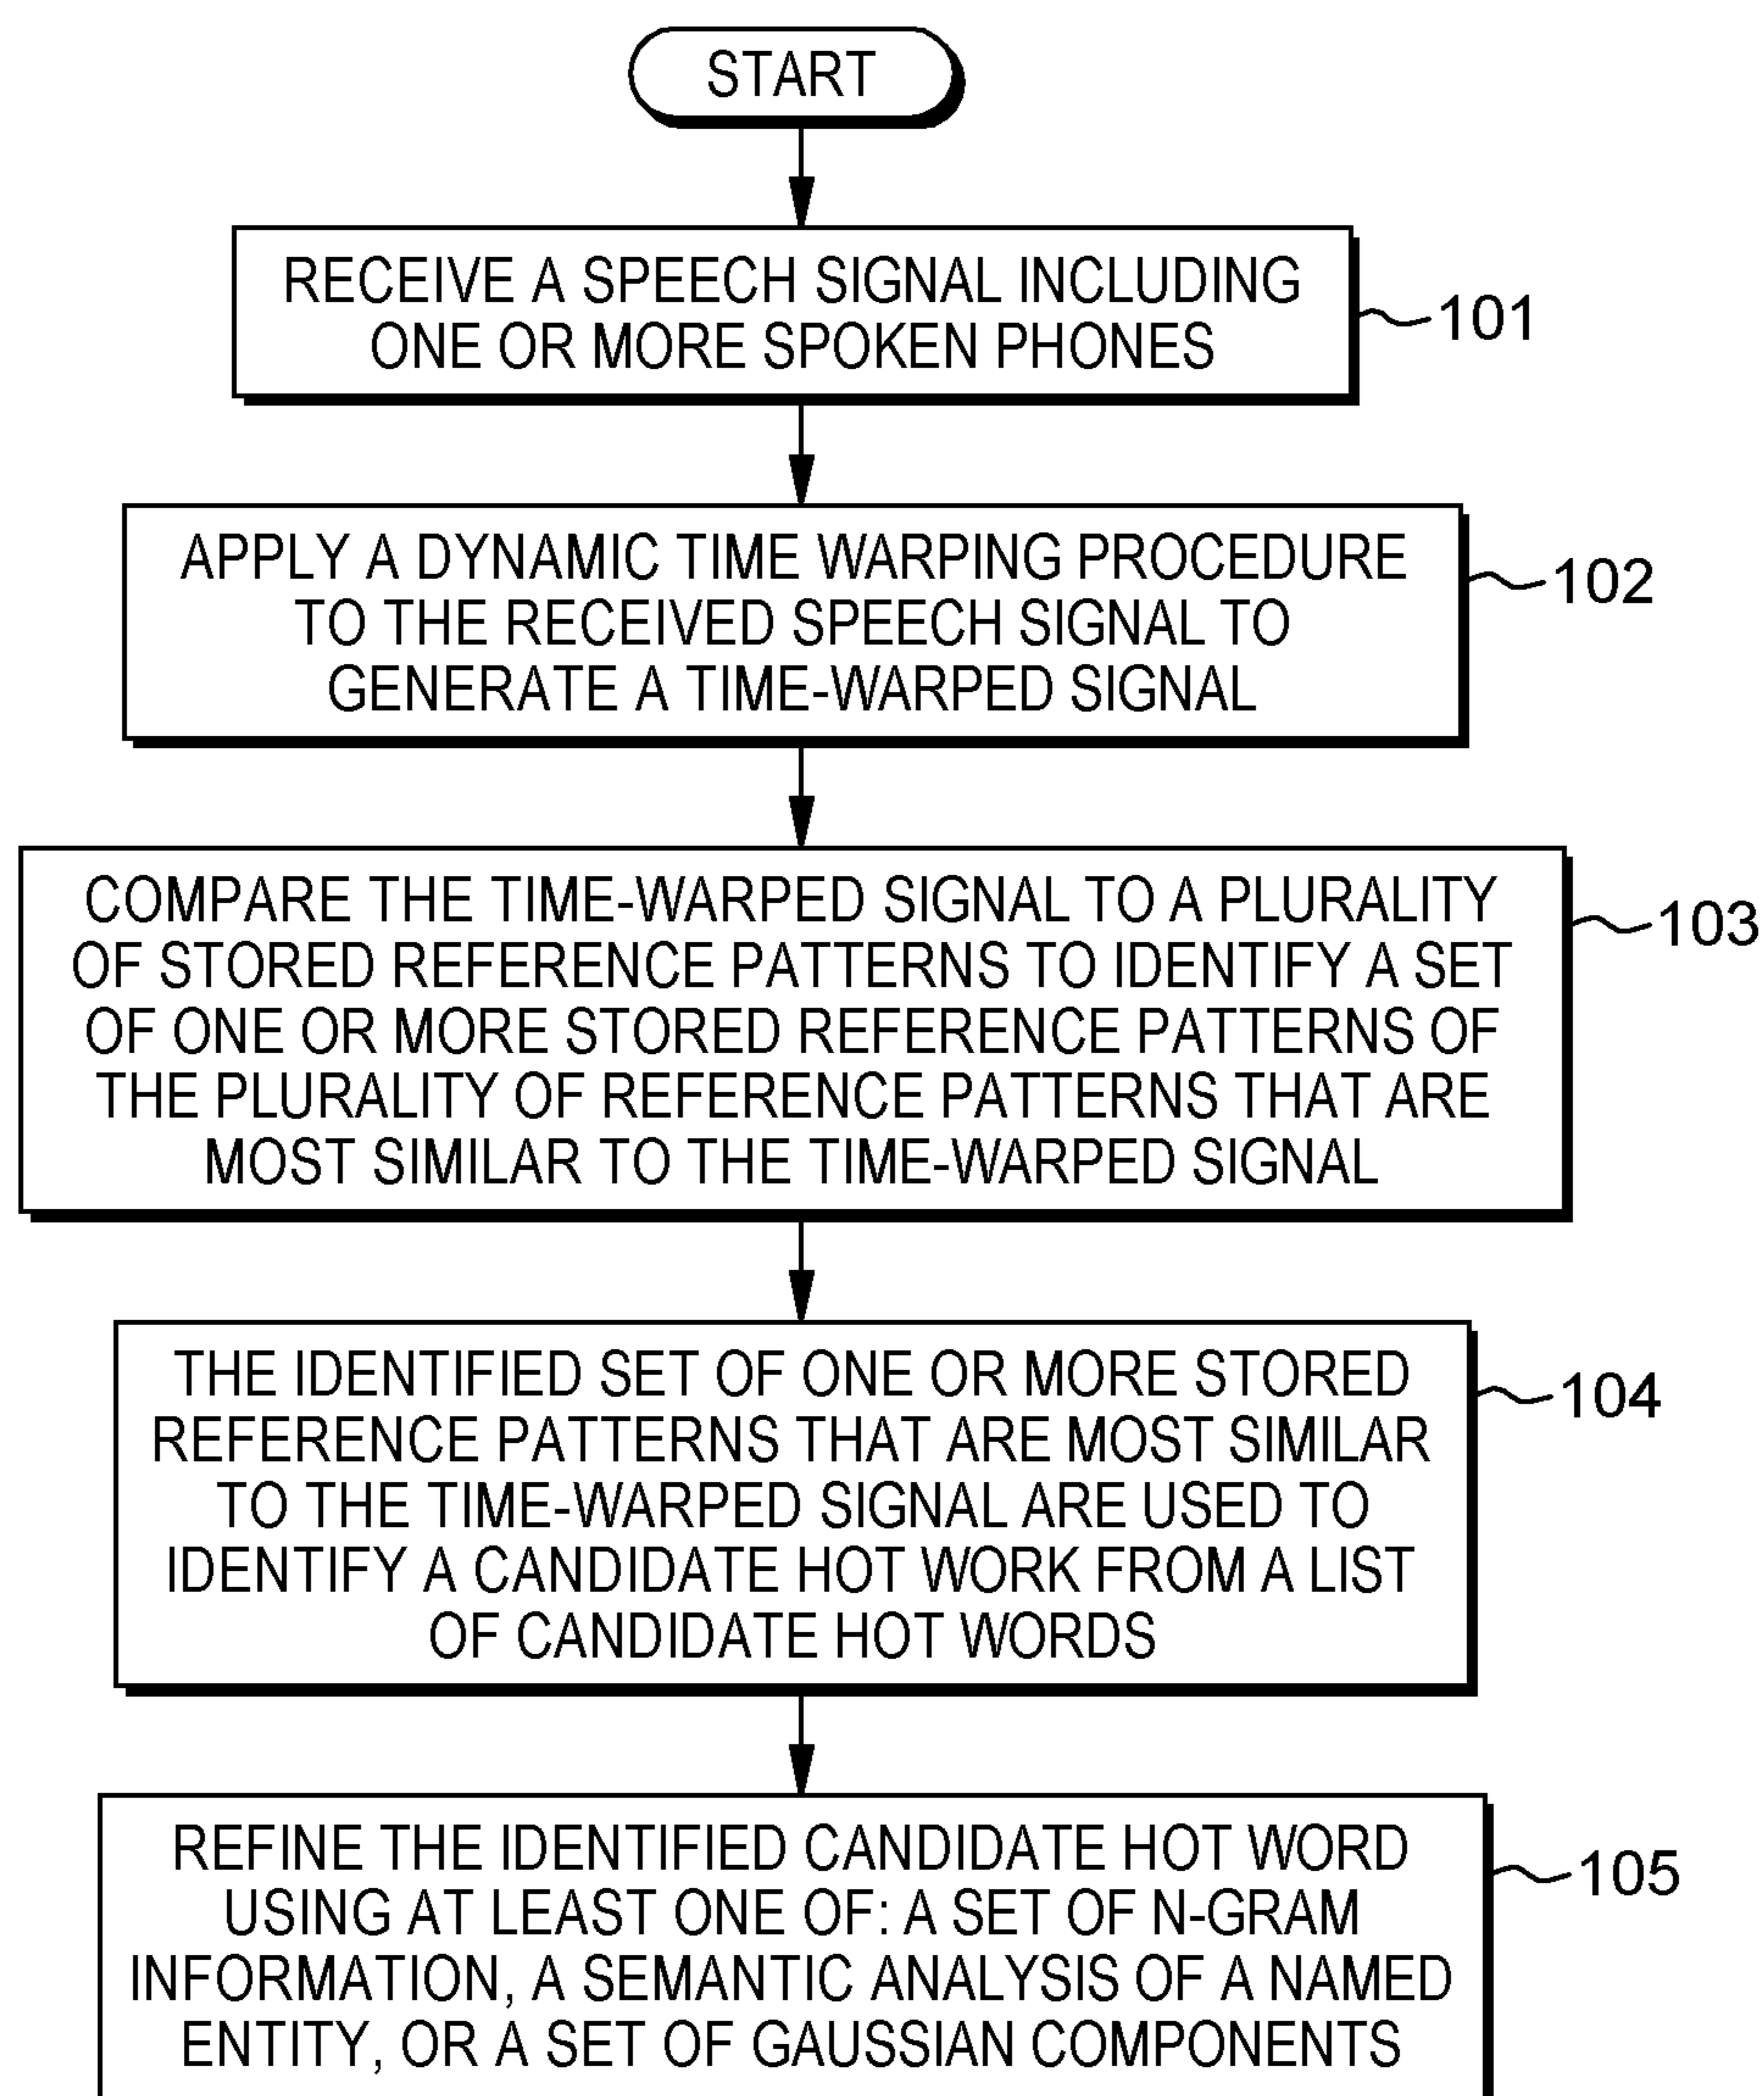 START
RECEIVE A SPEECH SIGNAL INCLUDING
ONE OR MORE SPOKEN PHONES
101
APPLY A DYNAMIC TIME WARPING PROCEDURE
TO THE RECEIVED SPEECH SIGNAL TO
GENERATE A TIME-WARPED SIGNAL
102
COMPARE THE TIME-WARPED SIGNAL TO A PLURALITY
OF STORED REFERENCE PATTERNS TO IDENTIFY A SET
OF ONE OR MORE STORED REFERENCE PATTERNS OF
THE PLURALITY OF REFERENCE PATTERNS THAT ARE
MOST SIMILAR TO THE TIME-WARPED SIGNAL
103
THE IDENTIFIED SET OF ONE OR MORE STORED
REFERENCE PATTERNS THAT ARE MOST SIMILAR
TO THE TIME-WARPED SIGNAL ARE USED TO
IDENTIFY A CANDIDATE HOT WORK FROM A LIST
OF CANDIDATE HOT WORDS
104
REFINE THE IDENTIFIED CANDIDATE HOT WORD
USING AT LEAST ONE OF: A SET OF N-GRAM
INFORMATION, A SEMANTIC ANALYSIS OF A NAMED
ENTITY, OR A SET OF GAUSSIAN COMPONENTS
105